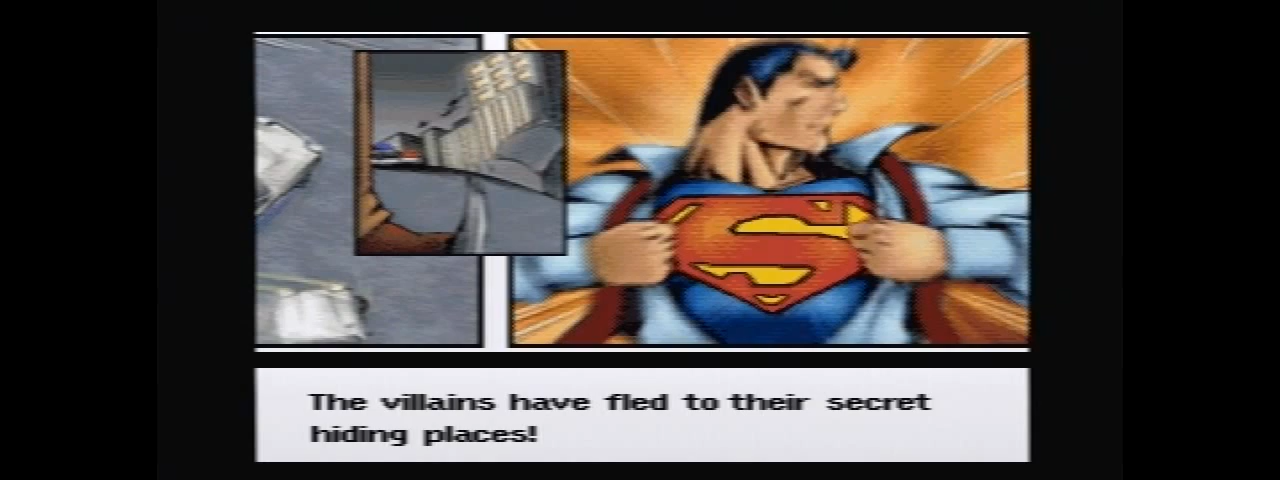 The villains have fled to their secret
hiding places!